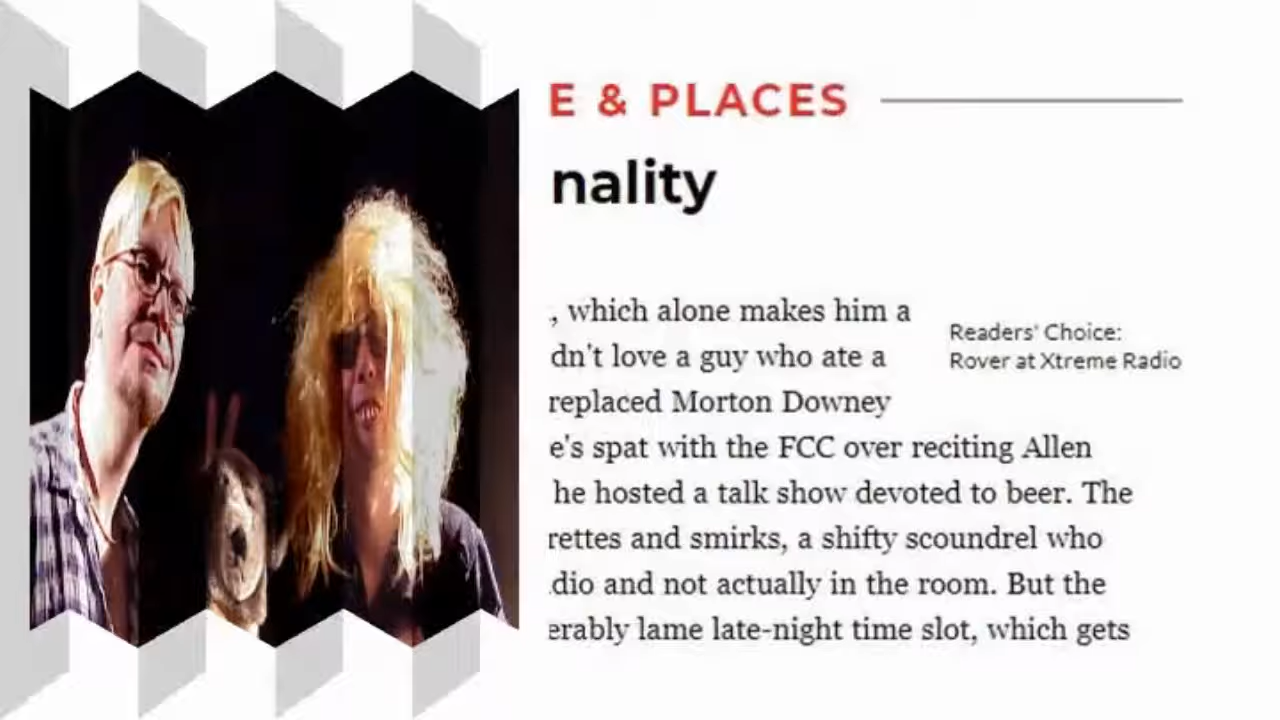 E & PLACES
nality
, which alone makes him a
dn't love a guy who ate a
replaced Morton Downey
e's spat with the FCC over reciting Allen
he hosted a talk show devoted to beer. The
rettes and smirks, a shifty scoundrel who
dio and not actually in the room. But the
erably lame late-night time slot, which gets
Readers' Choice:
Rover at Xtreme Radio